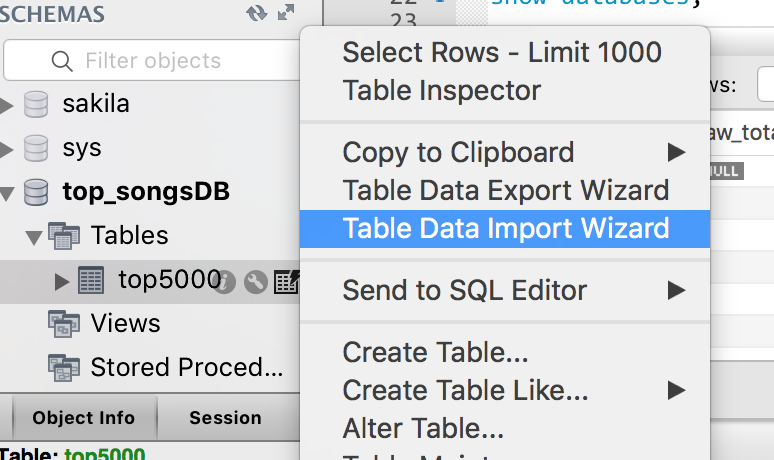 SCHEMAS
Filter objects
sakila
sys
top_songsDB
Tables
top5000
Views
Stored Proced...
Object Info
Session
Table: top5000
22
23
show databases;
Select Rows - Limit 1000
Table Inspector
Copy to Clipboard
Table Data Export Wizard
Table Data Import Wizard
Send to SQL Editor
Create Table...
Create Table Like...
Alter Table...
ws:
aw_tota
NULL